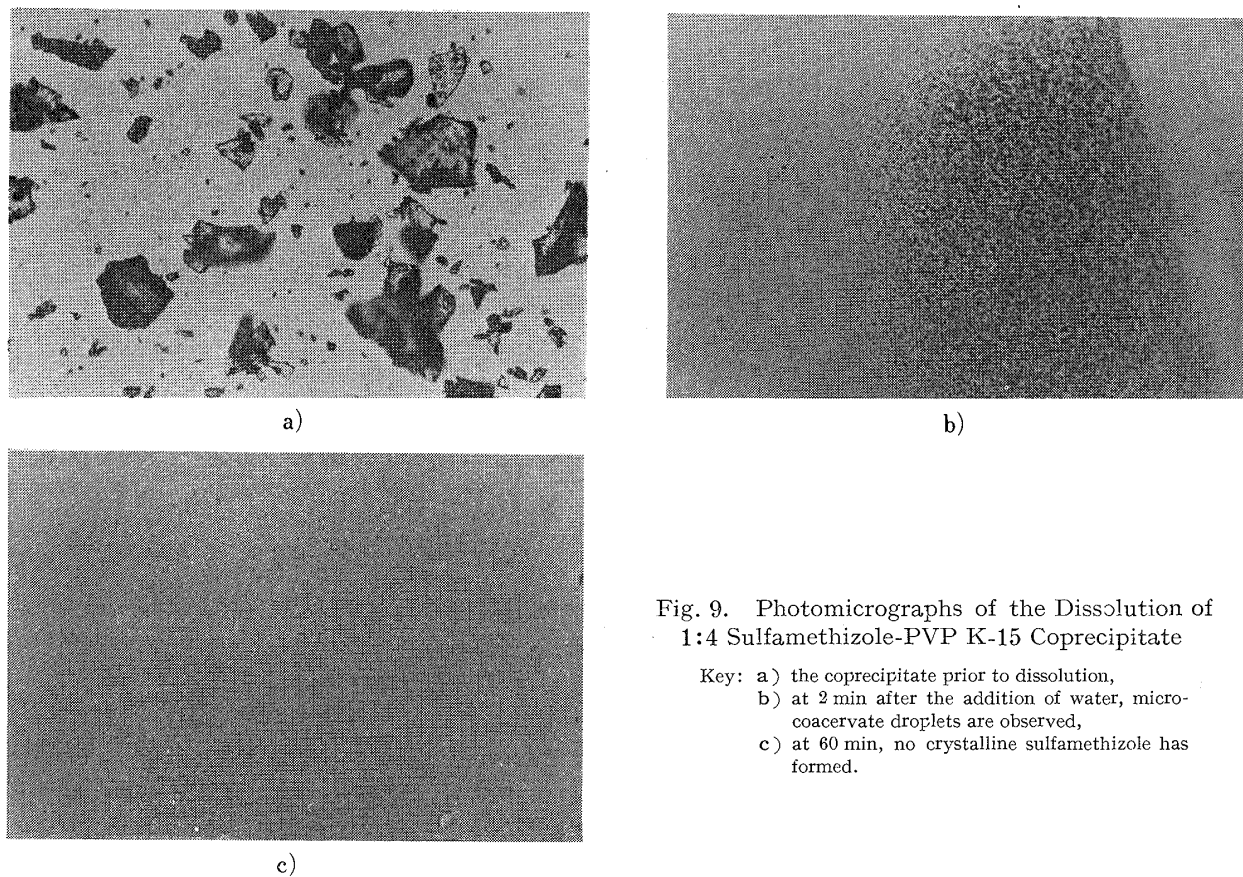 a)
b)
c)
Fig. 9. Photomicrographs of the Dissolution of
1:4 Sulfamethizole-PVP K-15 Coprecipitate
Key: a) the coprecipitate prior to dissolution,
b) at 2 min after the addition of water, micro-
coacervate droplets are observed,
c) at 60 min, no crystalline sulfamethizole has
formed.